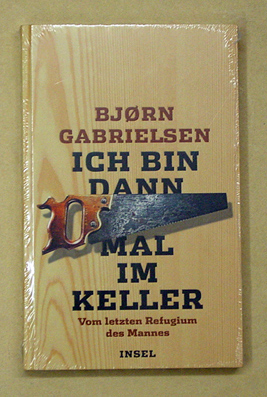 BJØRN
GABRIELSEN
ICH BIN
DANN
MAL
IM
KELLER
Vom letzten Refugium
des Mannes
INSEL